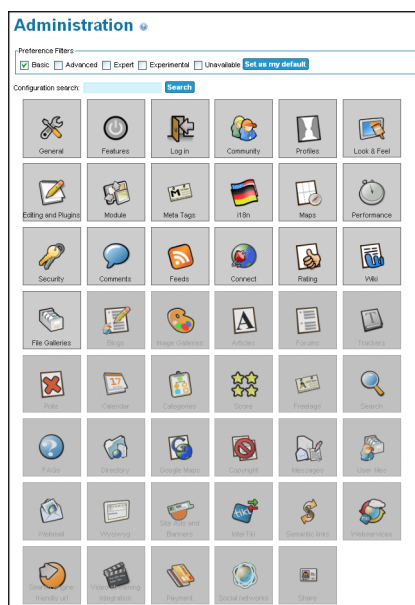 Administration
Preference Filters
Basic Advanced Expert Experimental Unavailable Set as my default
Configuration search: Search
General Features Log in Community Profiles Look & Feel
Editing and Plugins Module Meta Tags i18n Maps Performance
Security Comments Feeds Connect Rating Wiki
File Galleries Blogs Image Galleries Articles Forums Trackers
Polls Calendar Categories Score Freetags Search
FAQs Directory Google Maps Copyright Messages User files
Webmail Wysiwyg Site Ads and Banners InterTiki Semantic links Webservices
Search engine friendly url Video streaming integration Payment Social networks Share